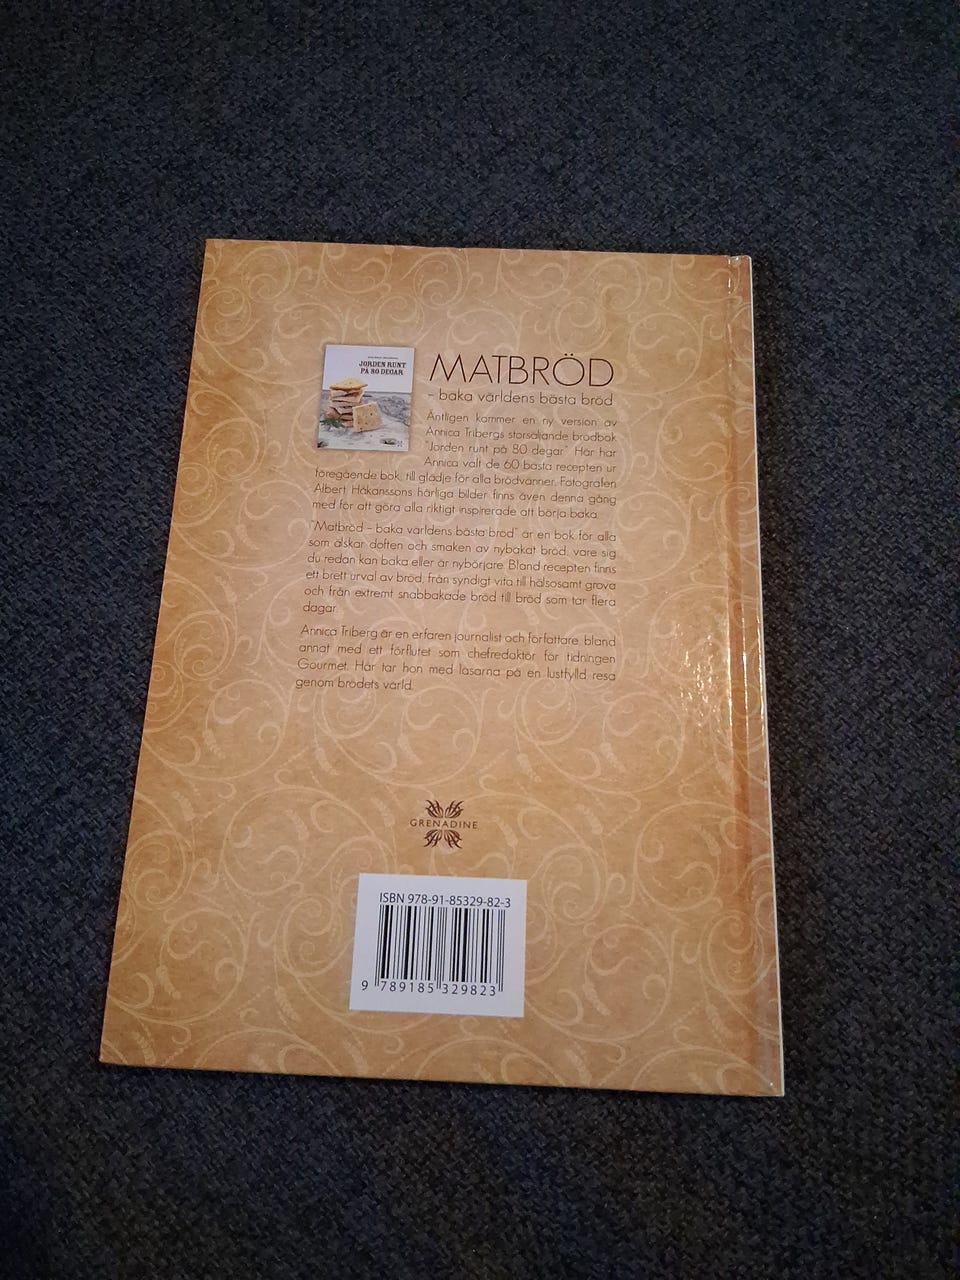 JORDEN RUNT
PÅ 80 DEGAR
MATBRÖD
- baka världens bästa bröd
Äntligen kommer en ny version av
Annica Tribergs storsäljande brödbok
"Jorden runt på 80 degar". Här har
Annica valt de 60 bästa recepten ur
föregående bok, till glädje för alla brödvänner. Fotografen
Albert Håkanssons härliga bilder finns även denna gång
med för att göra alla riktigt inspirerade att börja baka.
"Matbröd – baka världens bästa bröd" är en bok för alla
som älskar doften och smaken av nybakat bröd, vare sig
du redan kan baka eller är nybörjare. Bland recepten finns
ett brett urval av bröd, från syndigt vita till hälsosamt grova
och från extremt snabbakade bröd till bröd som tar flera
dagar.
Annica Triberg är en erfaren journalist och författare, bland
annat med ett förflutet som chefredaktör för tidningen
Gourmet. Här tar hon med läsarna på en lustfylld resa
genom brödets värld.
GRENADINE
ISBN 978-91-85329-82-3
9 789185 329823